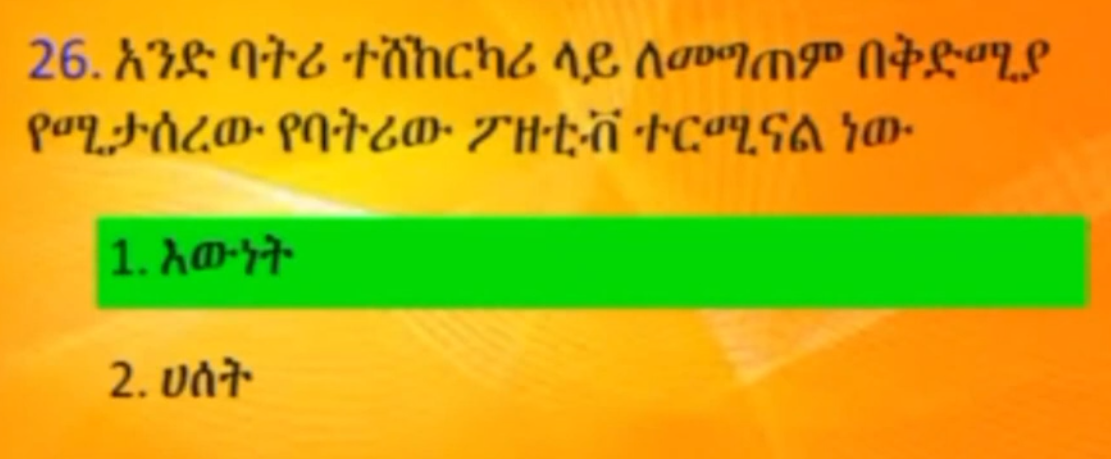 26. አንድ ባትሪ ተሽከርካሪ ላይ ለመግጠም በቅድሚያ
የሚታሰረው የባትሪው ፖዘቲቭ ተርሚናል ነው
1. እውነት
2. ሀሰት